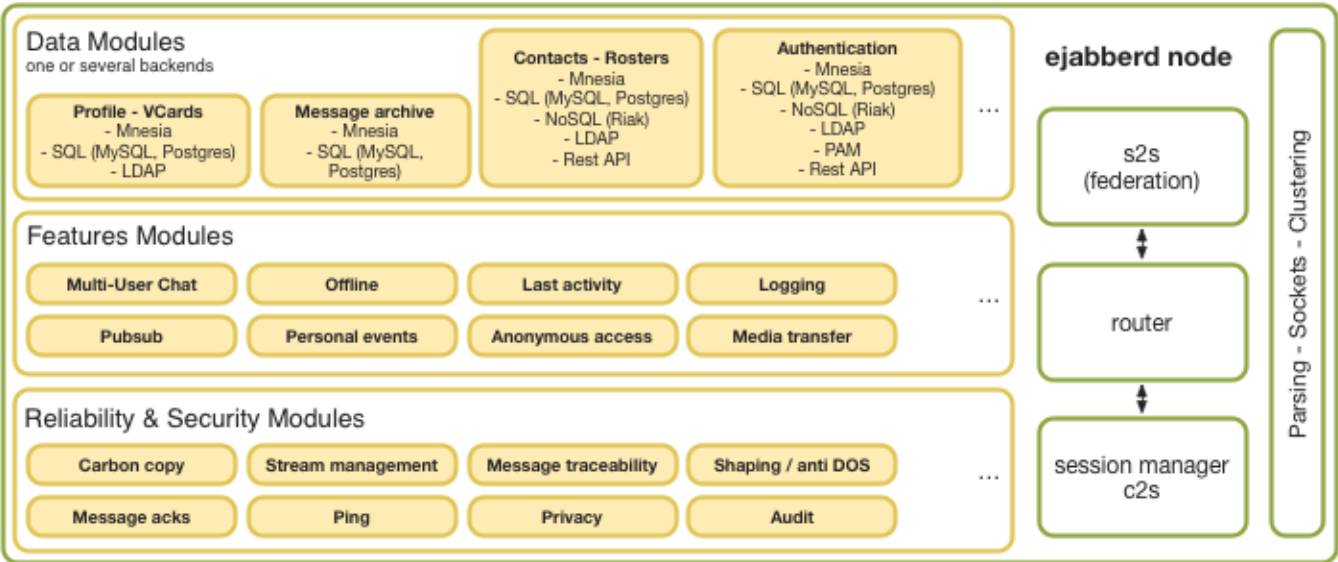 Data Modules
one or several backends
Profile - VCards
- Mnesia
- SQL (MySQL, Postgres)
- LDAP
Message archive
- Mnesia
- SQL (MySQL,
Postgres)
Contacts - Rosters
- Mnesia
- SQL (MySQL, Postgres)
- NoSQL (Riak)
- LDAP
- Rest API
Authentication
- Mnesia
- SQL (MySQL, Postgres)
- NoSQL (Riak)
- LDAP
- PAM
- Rest API
...
Features Modules
Multi-User Chat
Offline
Last activity
Logging
Pubsub
Personal events
Anonymous access
Media transfer
...
Reliability & Security Modules
Carbon copy
Stream management
Message traceability
Shaping / anti DOS
Message acks
Ping
Privacy
Audit
...
ejabberd node
s2s
(federation)
router
session manager
c2s
Parsing - Sockets - Clustering